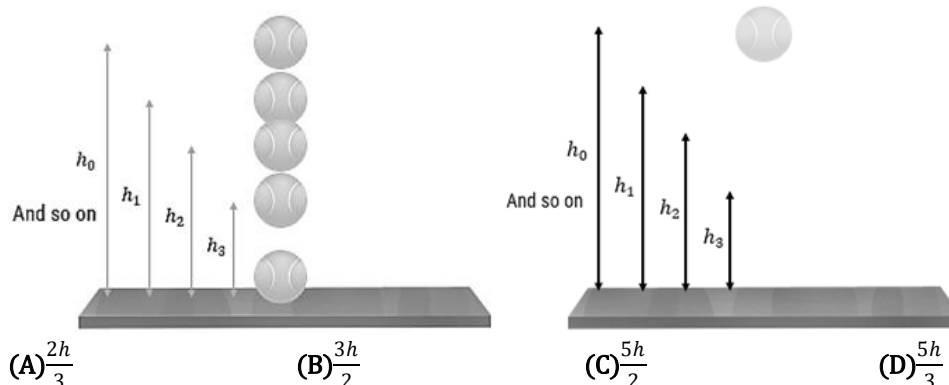 h₀
h₁
And so on
h₂
h₃
h₀
h₁
And so on
h₂
h₃
(A) 2h/3 (B) 3h/2 (C) 5h/2 (D) 5h/3